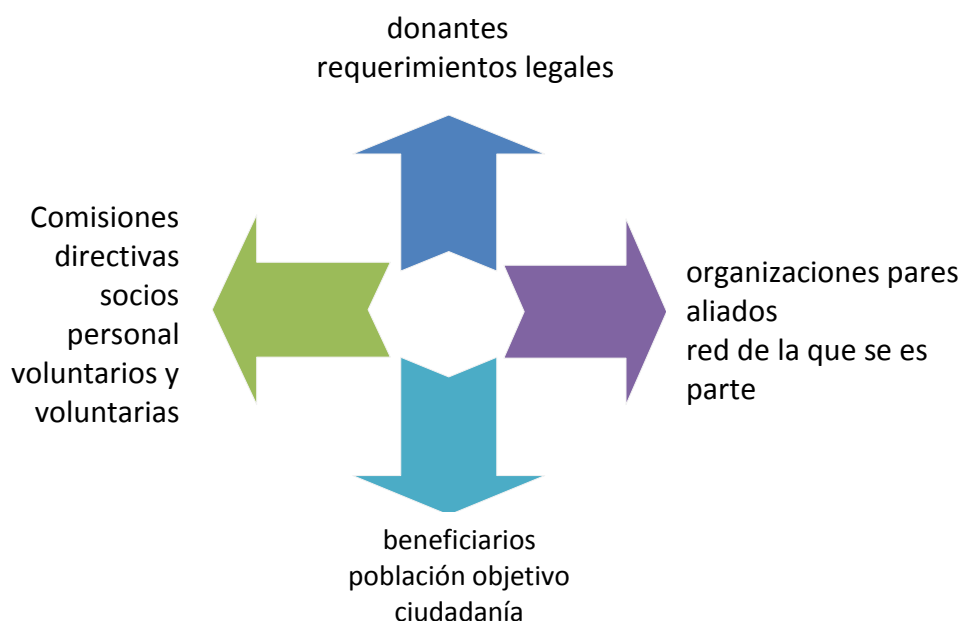 donantes
requerimientos legales
Comisiones
directivas
socios
personal
voluntarios y
voluntarias
organizaciones pares
aliados
red de la que se es
parte
beneficiarios
población objetivo
ciudadanía